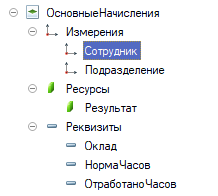 ОсновныеНачисления
Измерения
Сотрудник
Подразделение
Ресурсы
Результат
Реквизиты
Оклад
НормаЧасов
ОтработаноЧасов